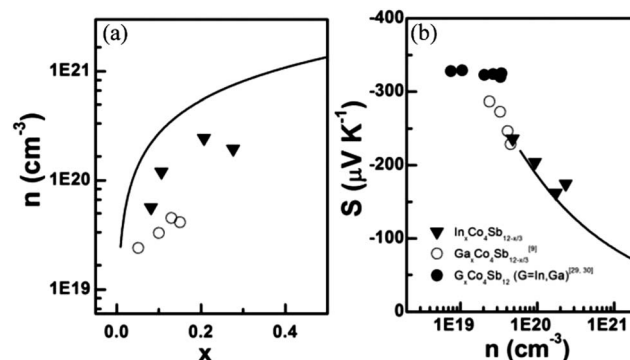 (a)
1E21
1E20
1E19
n (cm⁻³)
0.0 0.2 0.4
x
(b)
-400
-300
-200
-100
0
S (μV K⁻¹)
InₓCo₄Sb₁₂₋ₓ/₃
GaₓCo₄Sb₁₂₋ₓ/₃[9]
GₓCo₄Sb₁₂ (G=In,Ga)[29, 30]
1E19 1E20 1E21
n (cm⁻³)